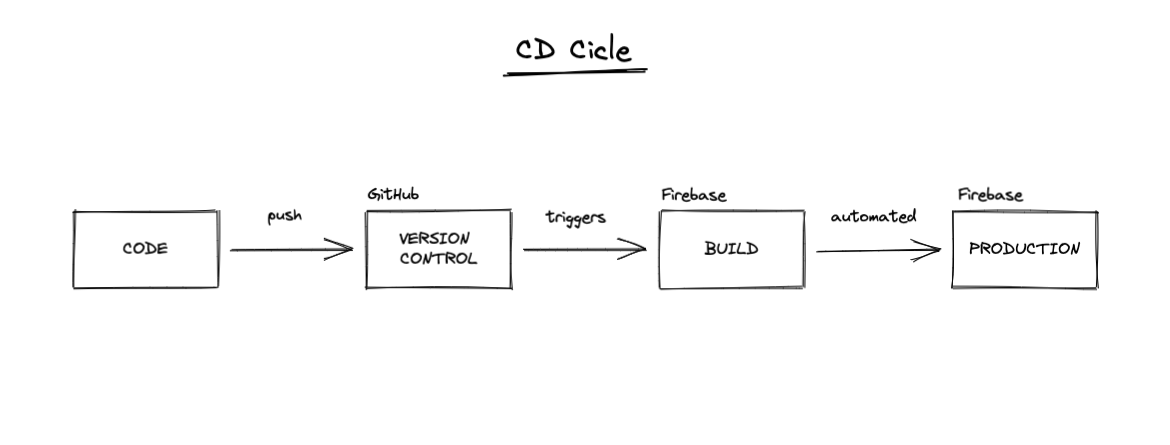 CD Cicle
GitHub
Firebase
Firebase
push
triggers
automated
CODE
VERSION
CONTROL
BUILD
PRODUCTION